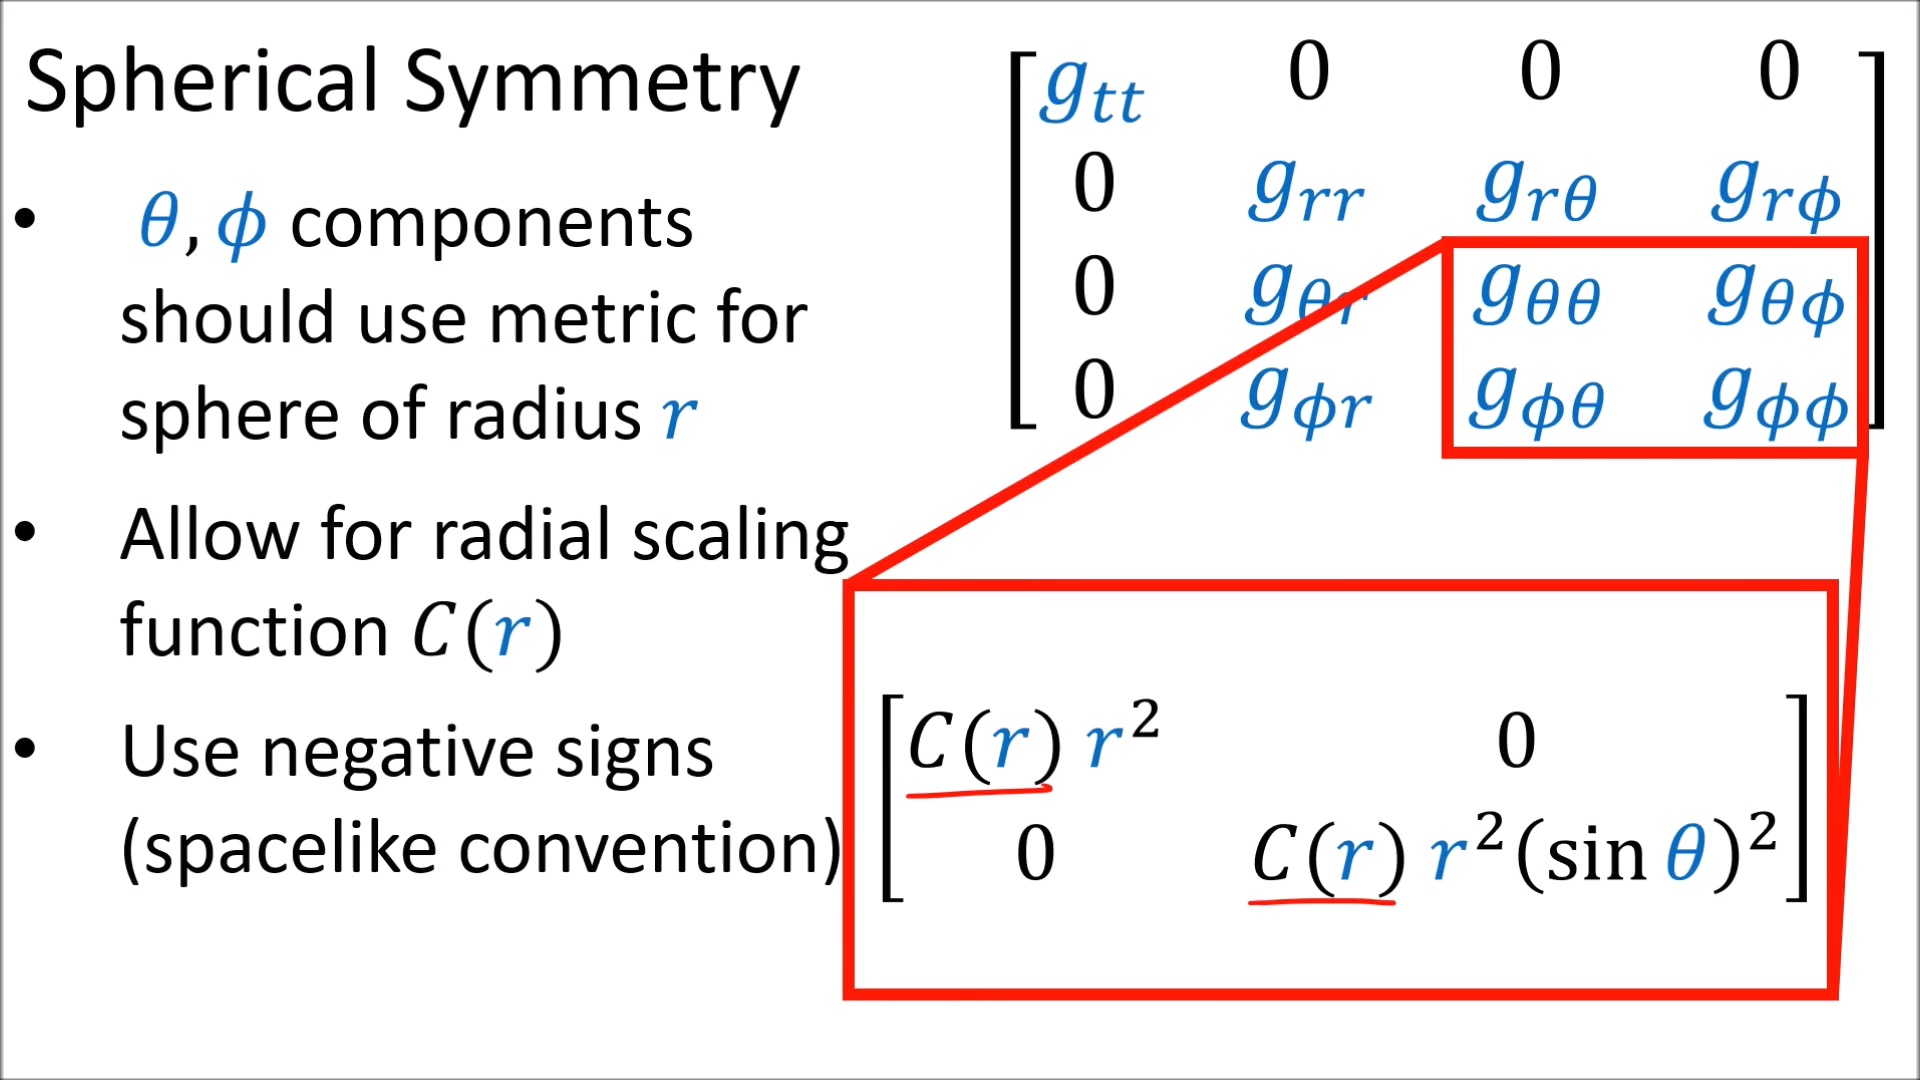 Spherical Symmetry
• θ, ϕ components
should use metric for
sphere of radius r
• Allow for radial scaling
function C(r)
• Use negative signs
(spacelike convention)
[g_tt 0 0 0
0 g_rr g_rθ g_rϕ
0 g_θr g_θθ g_θϕ
0 g_ϕr g_ϕθ g_ϕϕ]
[C(r) r² 0
0 C(r) r²(sin θ)²]